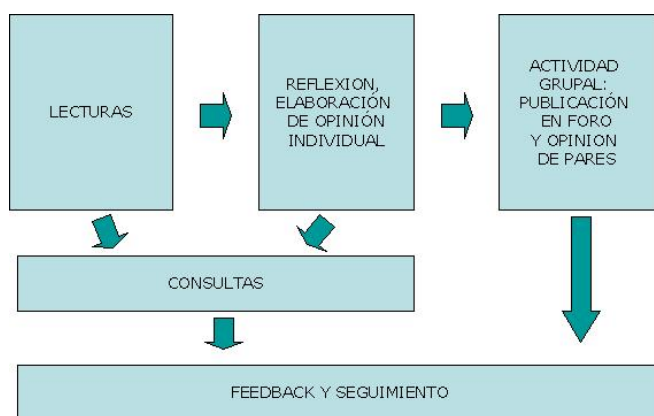 LECTURAS
REFLEXION,
ELABORACIÓN
DE OPINIÓN
INDIVIDUAL
ACTIVIDAD
GRUPAL:
PUBLICACIÓN
EN FORO
Y OPINION
DE PARES
CONSULTAS
FEEDBACK Y SEGUIMIENTO